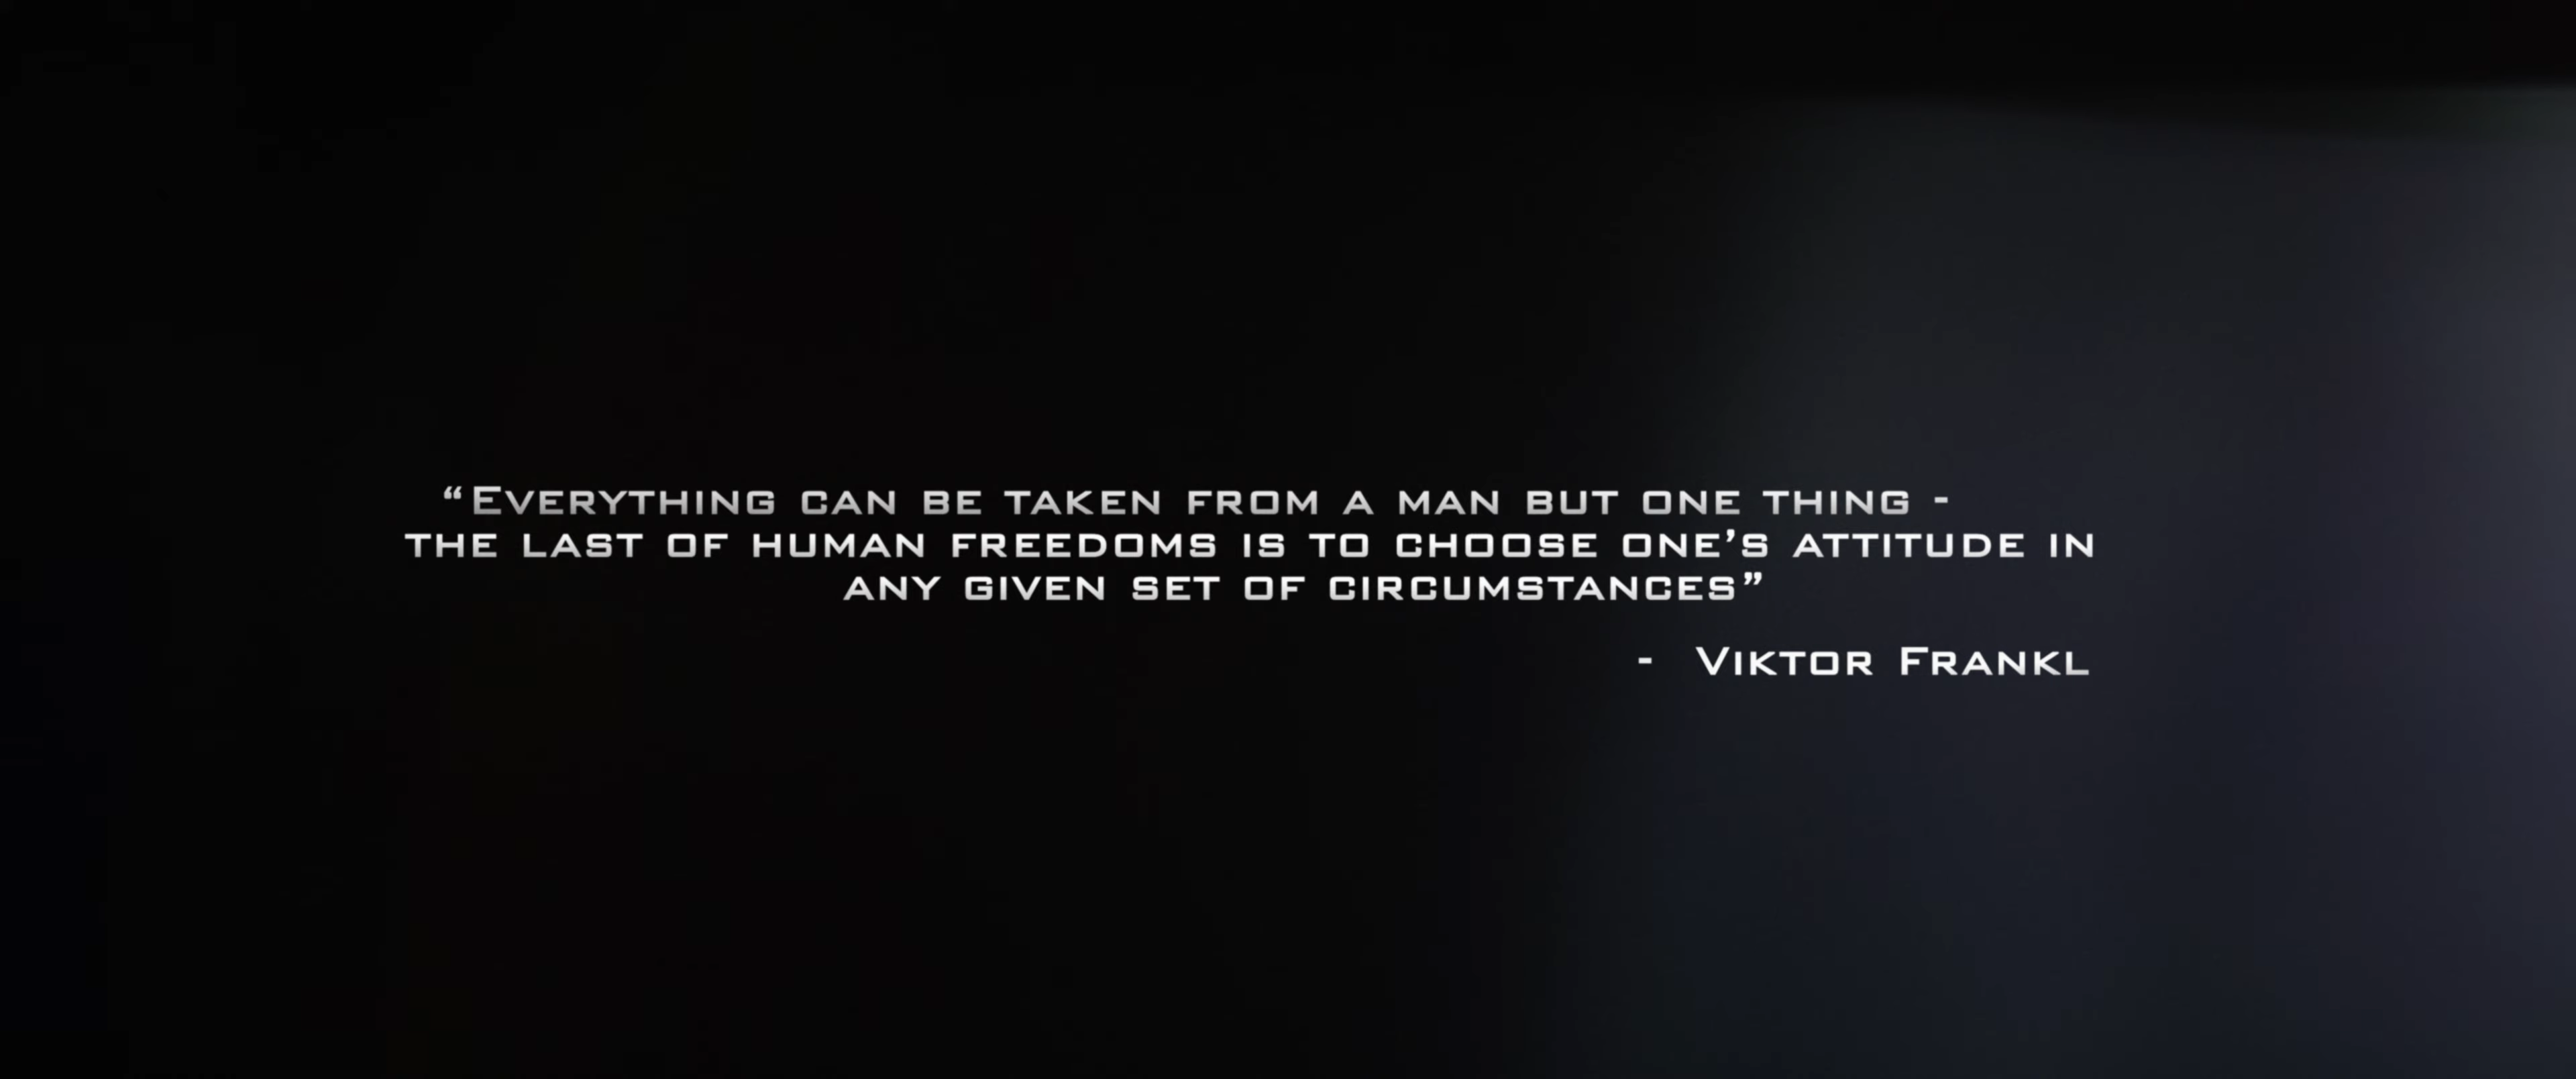 “Everything can be taken from a man but one thing -
the last of human freedoms is to choose one’s attitude in
any given set of circumstances”
- Viktor Frankl